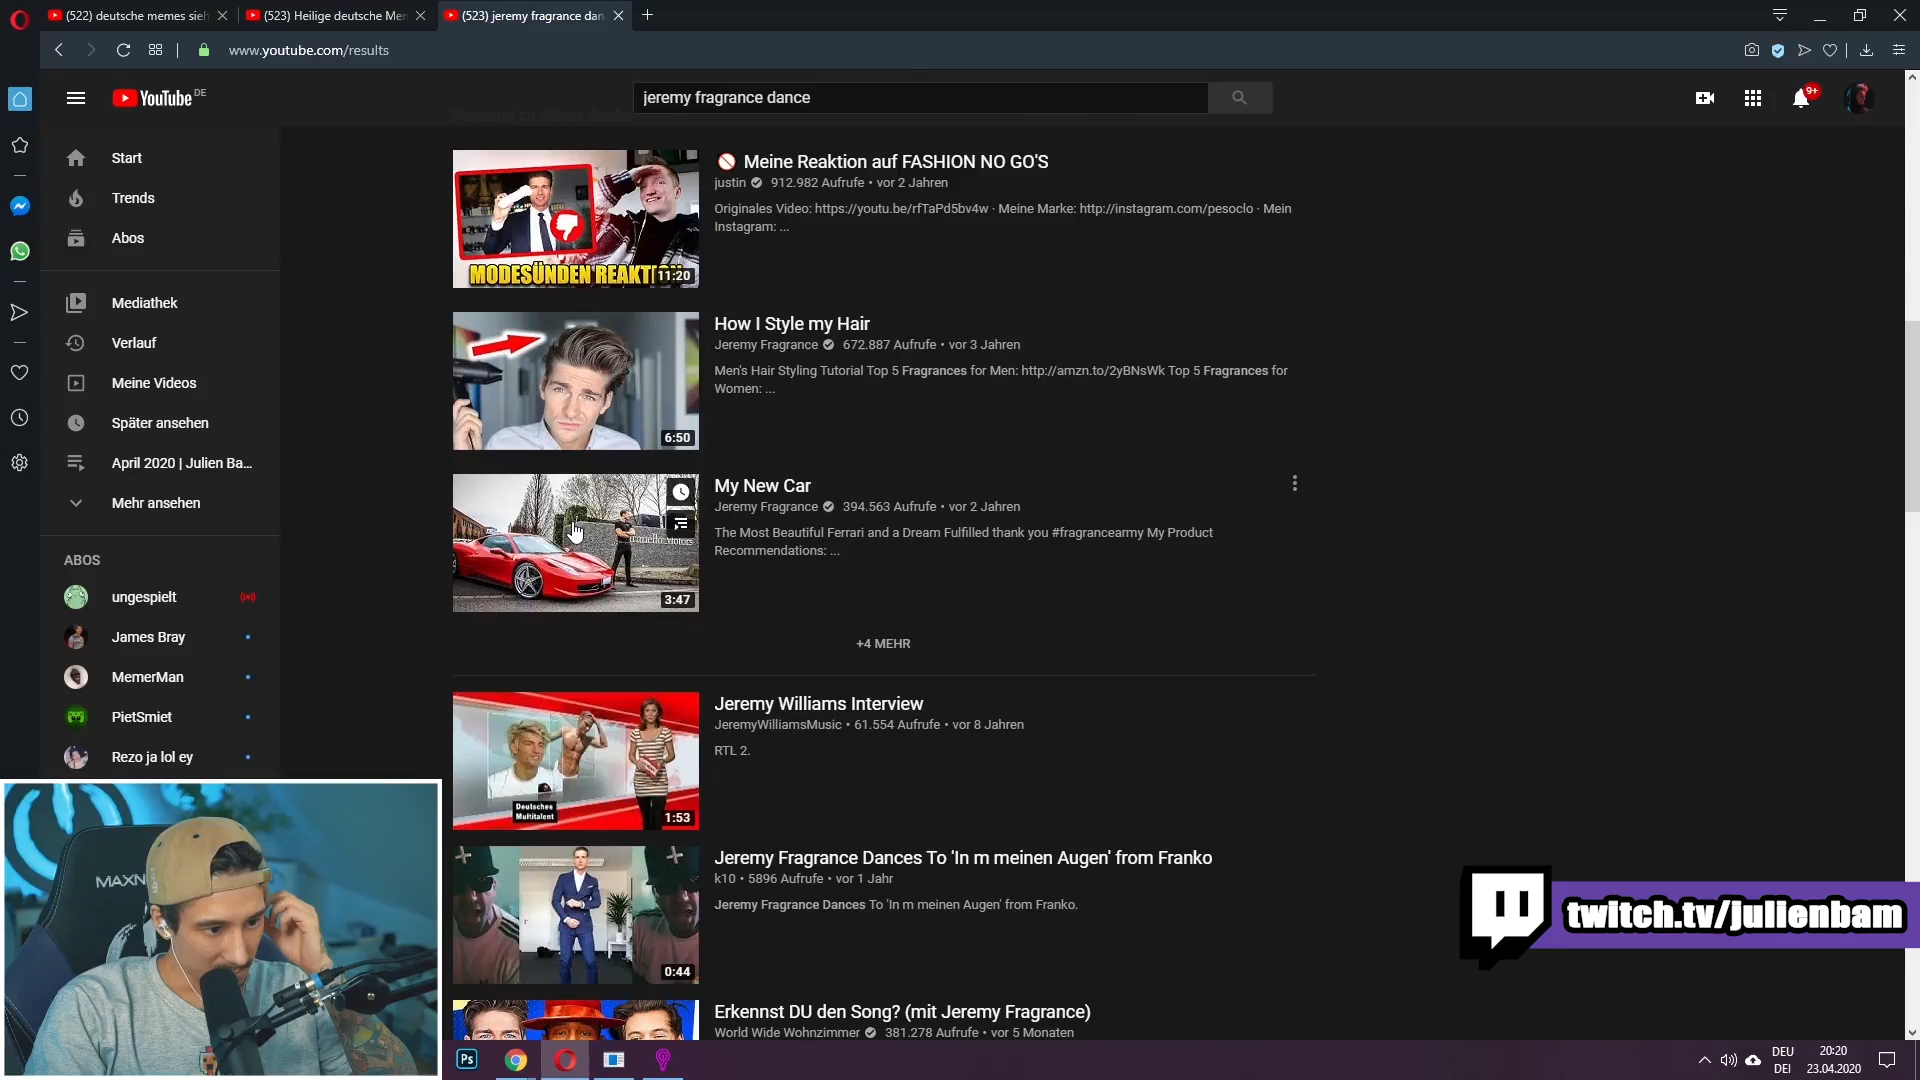 (522) deutsche memes sieh
(523) Heilige deutsche Mem
(523) jeremy fragrance dan
www.youtube.com/results
YouTube DE
jeremy fragrance dance
9+
Start
Trends
Abos
Mediathek
Verlauf
Meine Videos
Später ansehen
April 2020 | Julien Ba...
Mehr ansehen
ABOS
ungespielt
James Bray
MemerMan
PietSmiet
Rezo ja lol ey
MODESÜNDEN REAKTI
11:20
Meine Reaktion auf FASHION NO GO'S
justin 912.982 Aufrufe • vor 2 Jahren
Originales Video: https://youtu.be/rfTaPd5bv4w · Meine Marke: http://instagram.com/pesoclo · Mein
Instagram: ...
6:50
How I Style my Hair
Jeremy Fragrance 672.887 Aufrufe • vor 3 Jahren
Men's Hair Styling Tutorial Top 5 Fragrances for Men: http://amzn.to/2yBNsWk Top 5 Fragrances for
Women: ...
3:47
My New Car
Jeremy Fragrance 394.563 Aufrufe • vor 2 Jahren
The Most Beautiful Ferrari and a Dream Fulfilled thank you #fragrancearmy My Product
Recommendations: ...
+4 MEHR
Deutsches
Multitalent
1:53
Jeremy Williams Interview
JeremyWilliamsMusic • 61.554 Aufrufe • vor 8 Jahren
RTL 2.
0:44
Jeremy Fragrance Dances To 'In m meinen Augen' from Franko
k10 • 5896 Aufrufe • vor 1 Jahr
Jeremy Fragrance Dances To 'In m meinen Augen' from Franko.
Erkennst DU den Song? (mit Jeremy Fragrance)
World Wide Wohnzimmer 381.278 Aufrufe • vor 5 Monaten
MAXN
twitch.tv/julienbam
Ps
DEU
DEI
20:20
23.04.2020